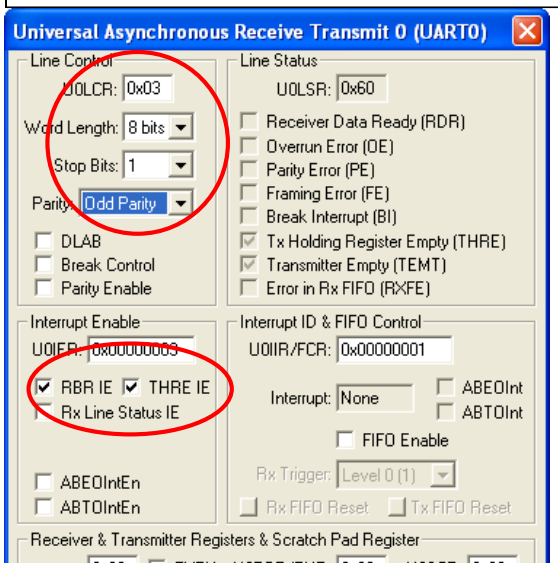 Universal Asynchronous Receive Transmit 0 (UART0)
Line Control
U0LCR: 0x03
Word Length: 8 bits
Stop Bits: 1
Parity: Odd Parity
DLAB
Break Control
Parity Enable
Line Status
U0LSR: 0x60
Receiver Data Ready (RDR)
Overrun Error (OE)
Parity Error (PE)
Framing Error (FE)
Break Interrupt (BI)
Tx Holding Register Empty (THRE)
Transmitter Empty (TEMT)
Error in Rx FIFO (RXFE)
Interrupt Enable
U0IER: 0x00000003
RBR IE THRE IE
Rx Line Status IE
ABEOIntEn
ABTOIntEn
Interrupt ID & FIFO Control
U0IIR/FCR: 0x00000001
Interrupt: None
ABEOInt
ABTOInt
FIFO Enable
Rx Trigger: Level 0 (1)
Rx FIFO Reset Tx FIFO Reset
Receiver & Transmitter Registers & Scratch Pad Register